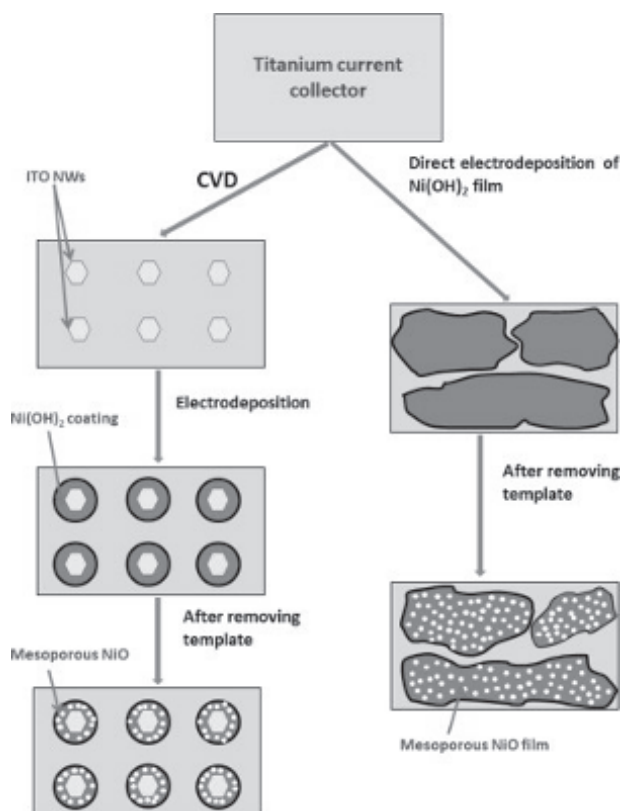 Titanium current
collector
ITO NWs
CVD
Direct electrodeposition of
Ni(OH)₂ film
Electrodeposition
Ni(OH)₂ coating
After removing
template
After removing
template
Mesoporous NiO
Mesoporous NiO film